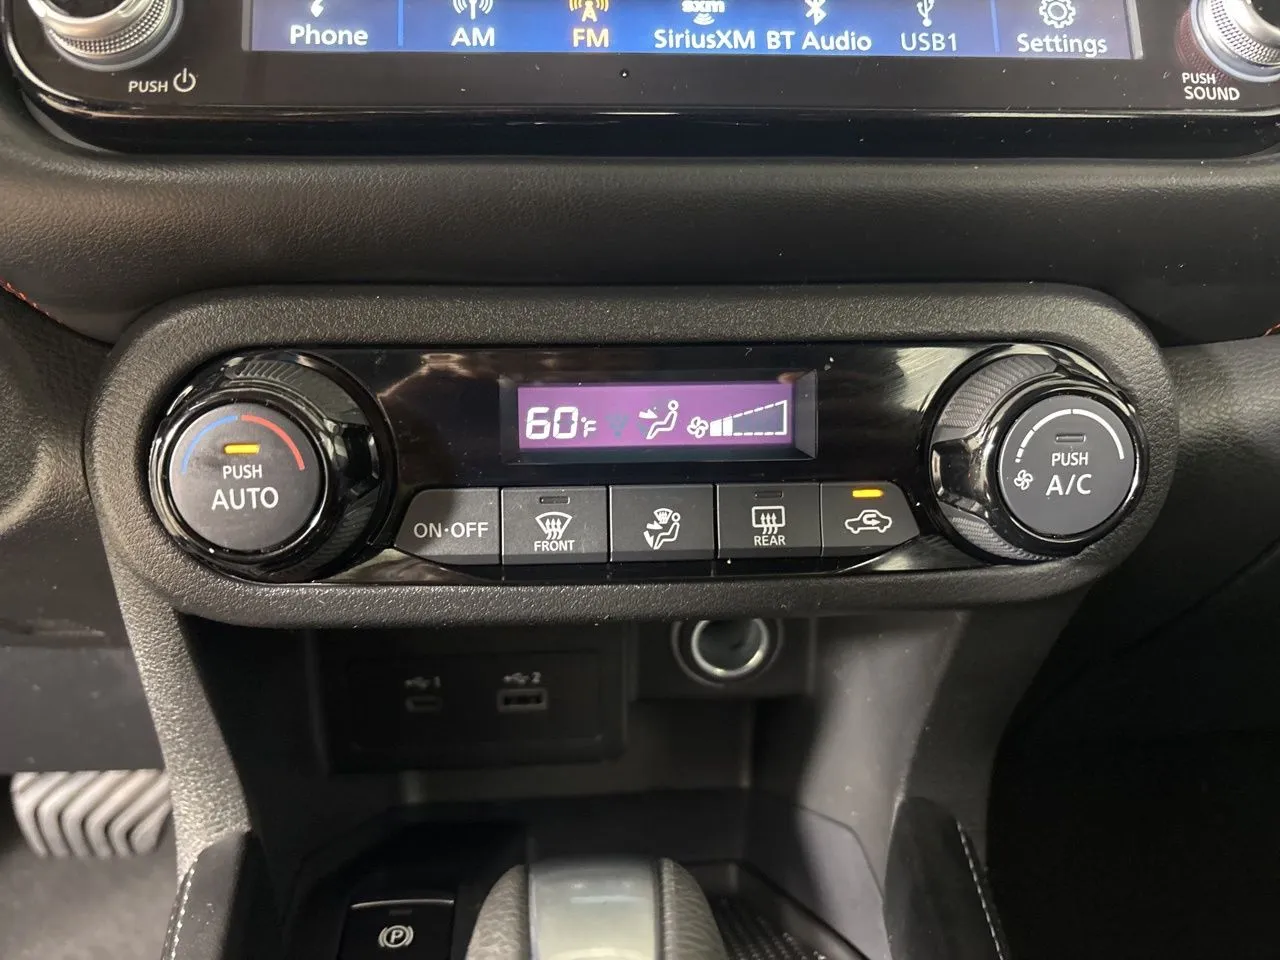 Phone AM FM sxm SiriusXM BT Audio USB1 Settings
PUSH
PUSH
SOUND
60°F
PUSH
AUTO
PUSH
A/C
ON·OFF
FRONT
REAR
1
2
P